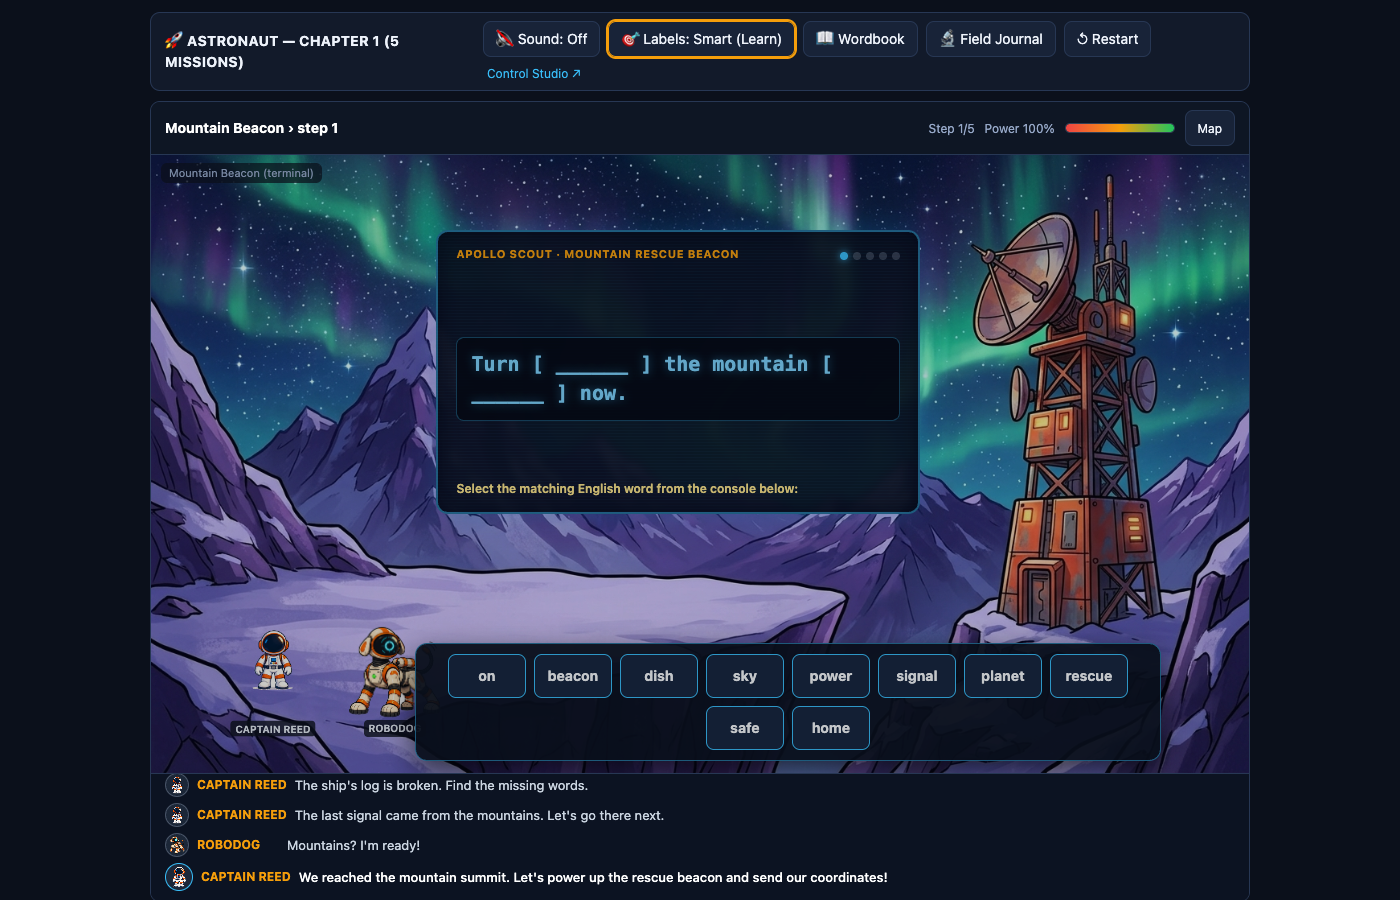 🚀 ASTRONAUT — CHAPTER 1 (5
MISSIONS)
Sound: Off
Labels: Smart (Learn)
Wordbook
Field Journal
↺ Restart
Control Studio ↗
Mountain Beacon › step 1
Step 1/5
Power 100%
Map
Mountain Beacon (terminal)
APOLLO SCOUT · MOUNTAIN RESCUE BEACON
Turn [ ______ ] the mountain [
______ ] now.
Select the matching English word from the console below:
on
beacon
dish
sky
power
signal
planet
rescue
safe
home
CAPTAIN REED
ROBODO
CAPTAIN REED The ship's log is broken. Find the missing words.
CAPTAIN REED The last signal came from the mountains. Let's go there next.
ROBODOG Mountains? I'm ready!
CAPTAIN REED We reached the mountain summit. Let's power up the rescue beacon and send our coordinates!